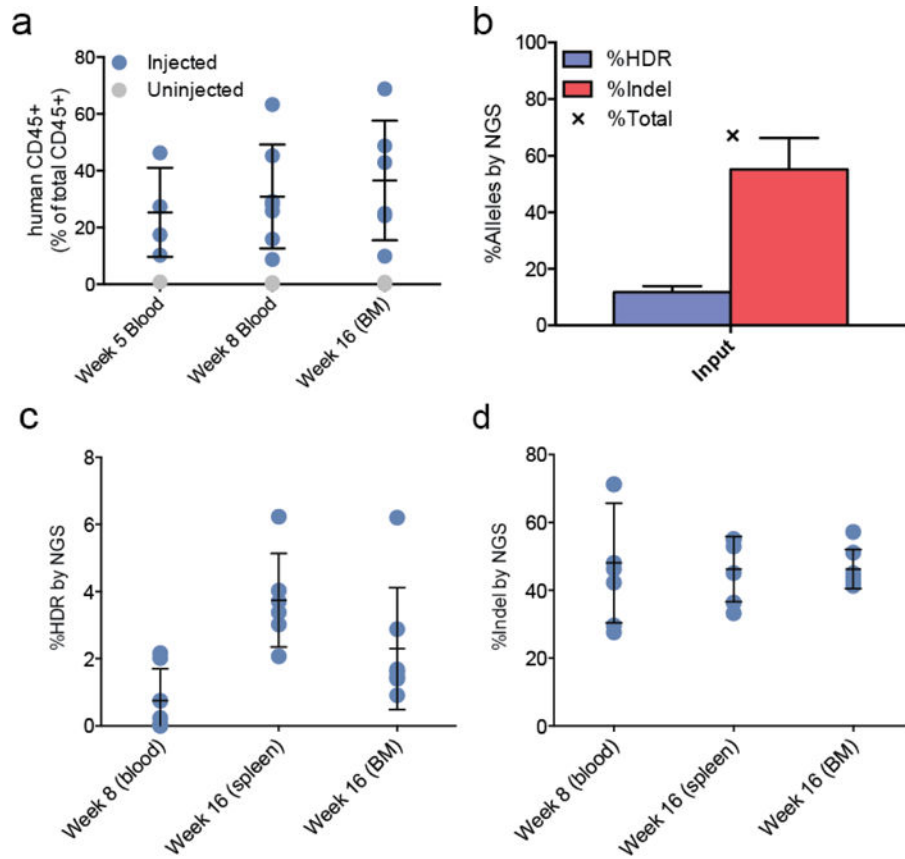 a
human CD45+
(% of total CD45+)
100
80
60
40
20
0
Injected
Uninjected
Week 5 Blood
Week 8 Blood
Week 16 (BM)
b
%Alleles by NGS
100
80
60
40
20
0
%HDR
%Indel
× %Total
Input
c
%HDR by NGS
8
6
4
2
0
Week 8 (blood)
Week 16 (spleen)
Week 16 (BM)
d
%Indel by NGS
80
60
40
20
0
Week 8 (blood)
Week 16 (spleen)
Week 16 (BM)